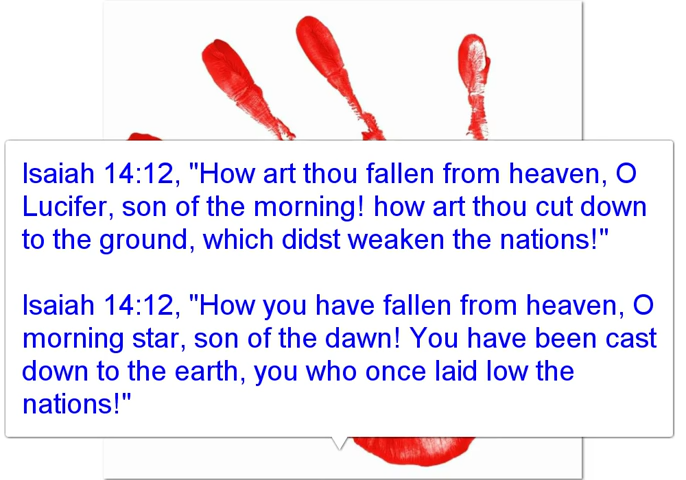 Isaiah 14:12, "How art thou fallen from heaven, O
Lucifer, son of the morning! how art thou cut down
to the ground, which didst weaken the nations!"
Isaiah 14:12, "How you have fallen from heaven, O
morning star, son of the dawn! You have been cast
down to the earth, you who once laid low the
nations!"